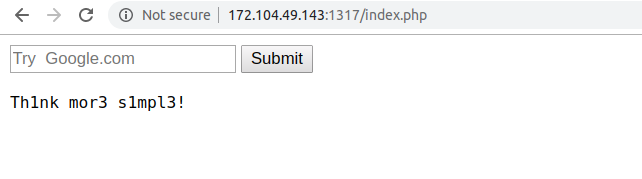 Not secure 172.104.49.143:1317/index.php
Try Google.com Submit
Th1nk mor3 s1mpl3!